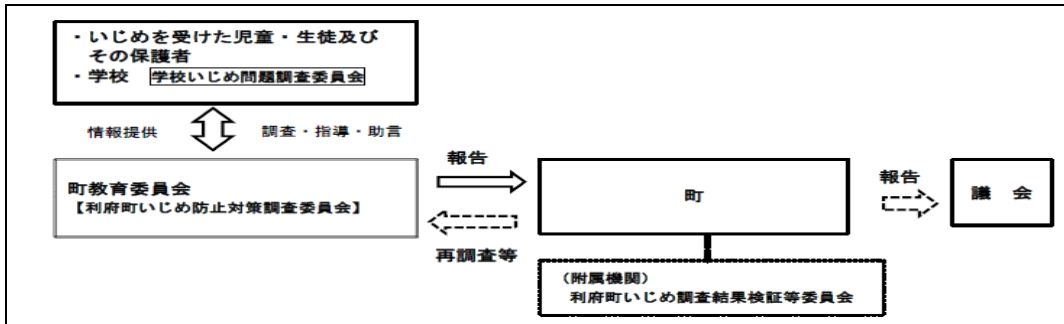 ・いじめを受けた児童・生徒及び
その保護者
・学校　学校いじめ問題調査委員会
情報提供　調査・指導・助言
町教育委員会
【利府町いじめ防止対策調査委員会】
報告
再調査等
町
報告
議　会
（附属機関）
利府町いじめ調査結果検証等委員会